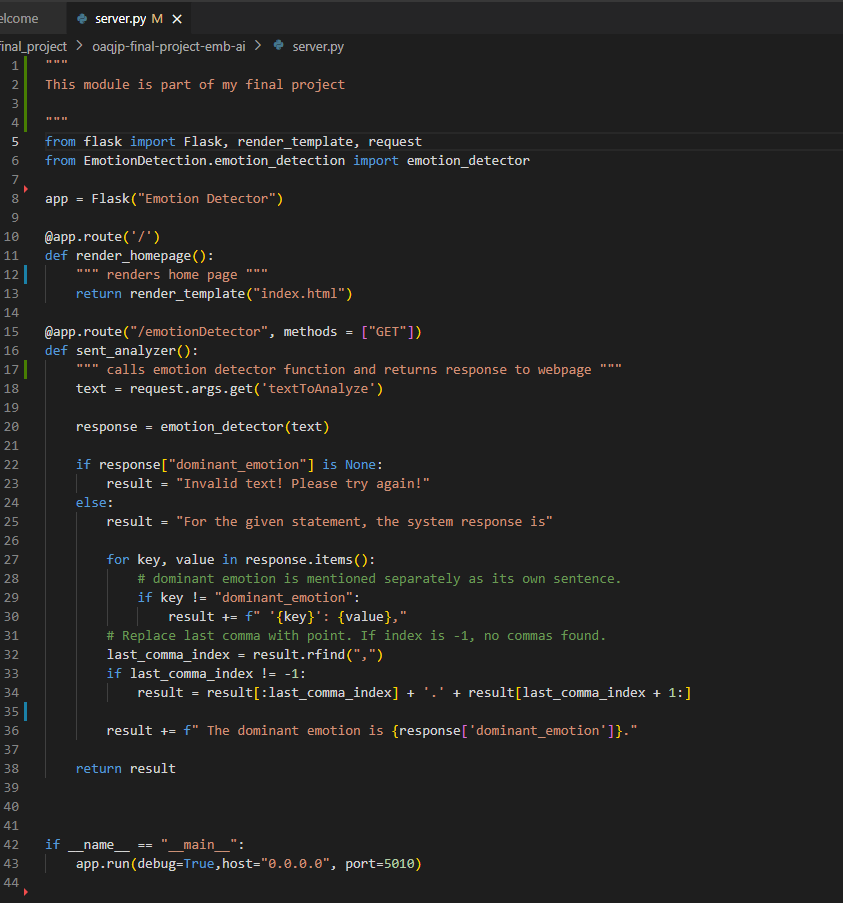 elcome server.py M ×
final_project > oaqjp-final-project-emb-ai > server.py
1 """
2 This module is part of my final project
3
4 """
5 from flask import Flask, render_template, request
6 from EmotionDetection.emotion_detection import emotion_detector
7
8 app = Flask("Emotion Detector")
9
10 @app.route('/')
11 def render_homepage():
12     """ renders home page """
13     return render_template("index.html")
14
15 @app.route("/emotionDetector", methods = ["GET"])
16 def sent_analyzer():
17     """ calls emotion detector function and returns response to webpage """
18     text = request.args.get('textToAnalyze')
19
20     response = emotion_detector(text)
21
22     if response["dominant_emotion"] is None:
23         result = "Invalid text! Please try again!"
24     else:
25         result = "For the given statement, the system response is"
26
27         for key, value in response.items():
28             # dominant emotion is mentioned separately as its own sentence.
29             if key != "dominant_emotion":
30                 result += f" '{key}': {value},"
31         # Replace last comma with point. If index is -1, no commas found.
32         last_comma_index = result.rfind(",")
33         if last_comma_index != -1:
34             result = result[:last_comma_index] + '.' + result[last_comma_index + 1:]
35
36         result += f" The dominant emotion is {response['dominant_emotion']}."
37
38     return result
39
40
41
42 if __name__ == "__main__":
43     app.run(debug=True,host="0.0.0.0", port=5010)
44